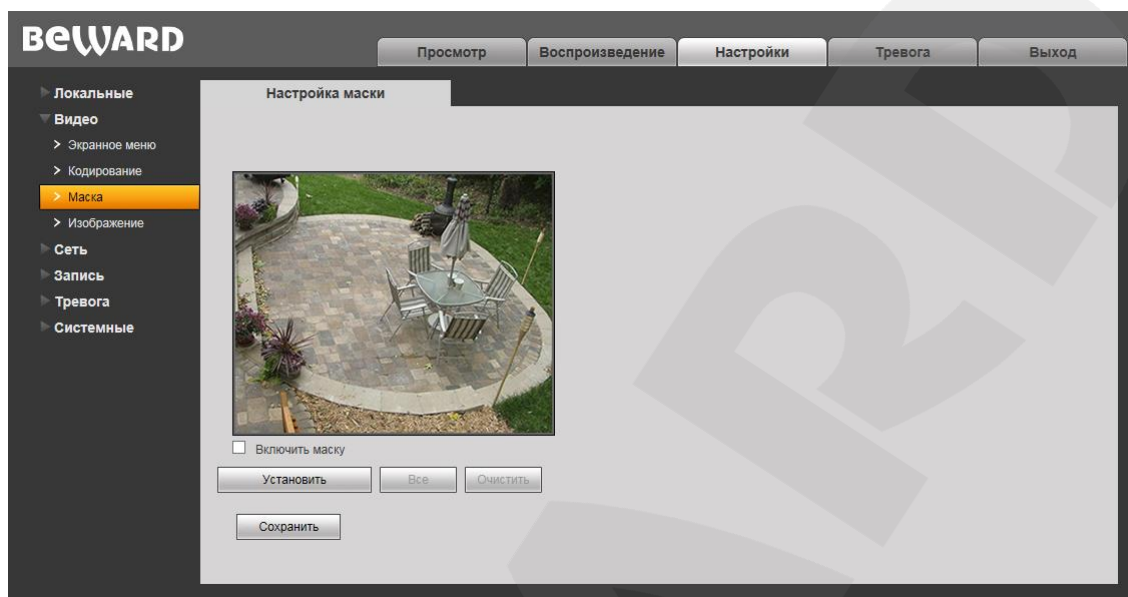 BEWARD
Просмотр Воспроизведение Настройки Тревога Выход
Локальные
Видео
Экранное меню
Кодирование
Маска
Изображение
Сеть
Запись
Тревога
Системные
Настройка маски
Включить маску
Установить Все Очистить
Сохранить